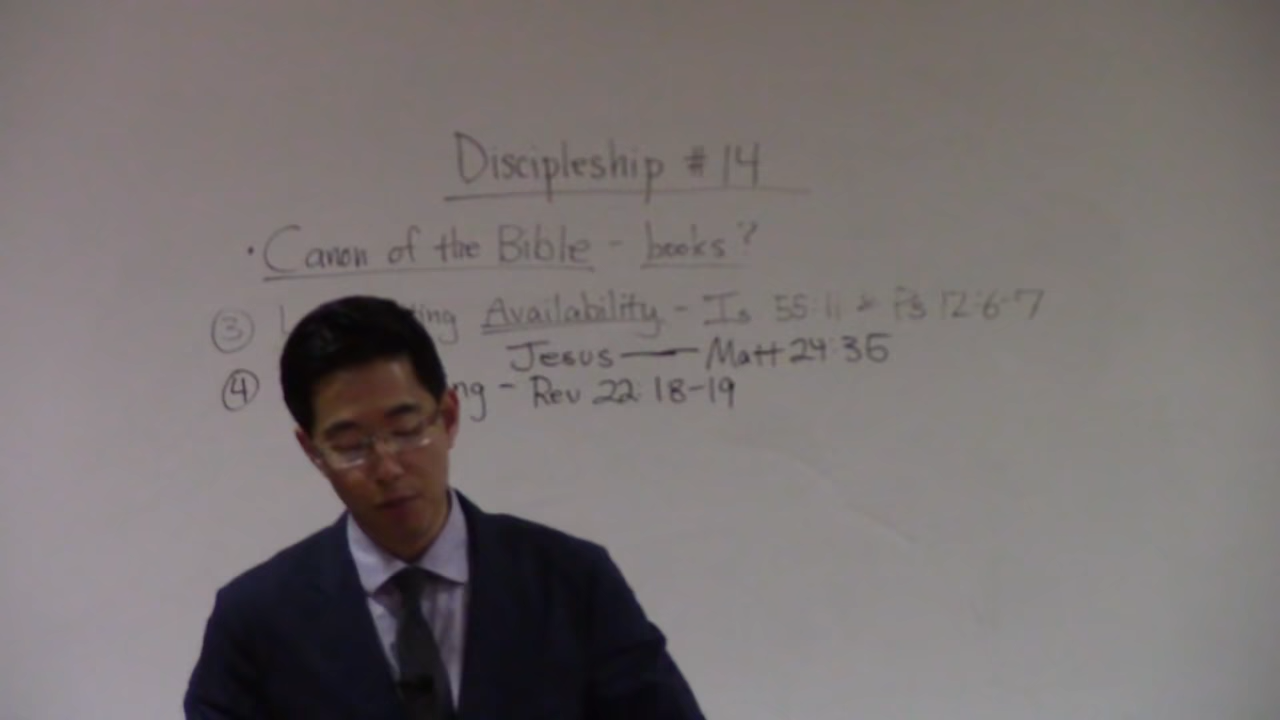 Discipleship #14
· Canon of the Bible - books?
③ L ting Availability - Is 55:11 & Ps 12:6-7
Jesus — Matt 24:35
④ ng - Rev 22:18-19